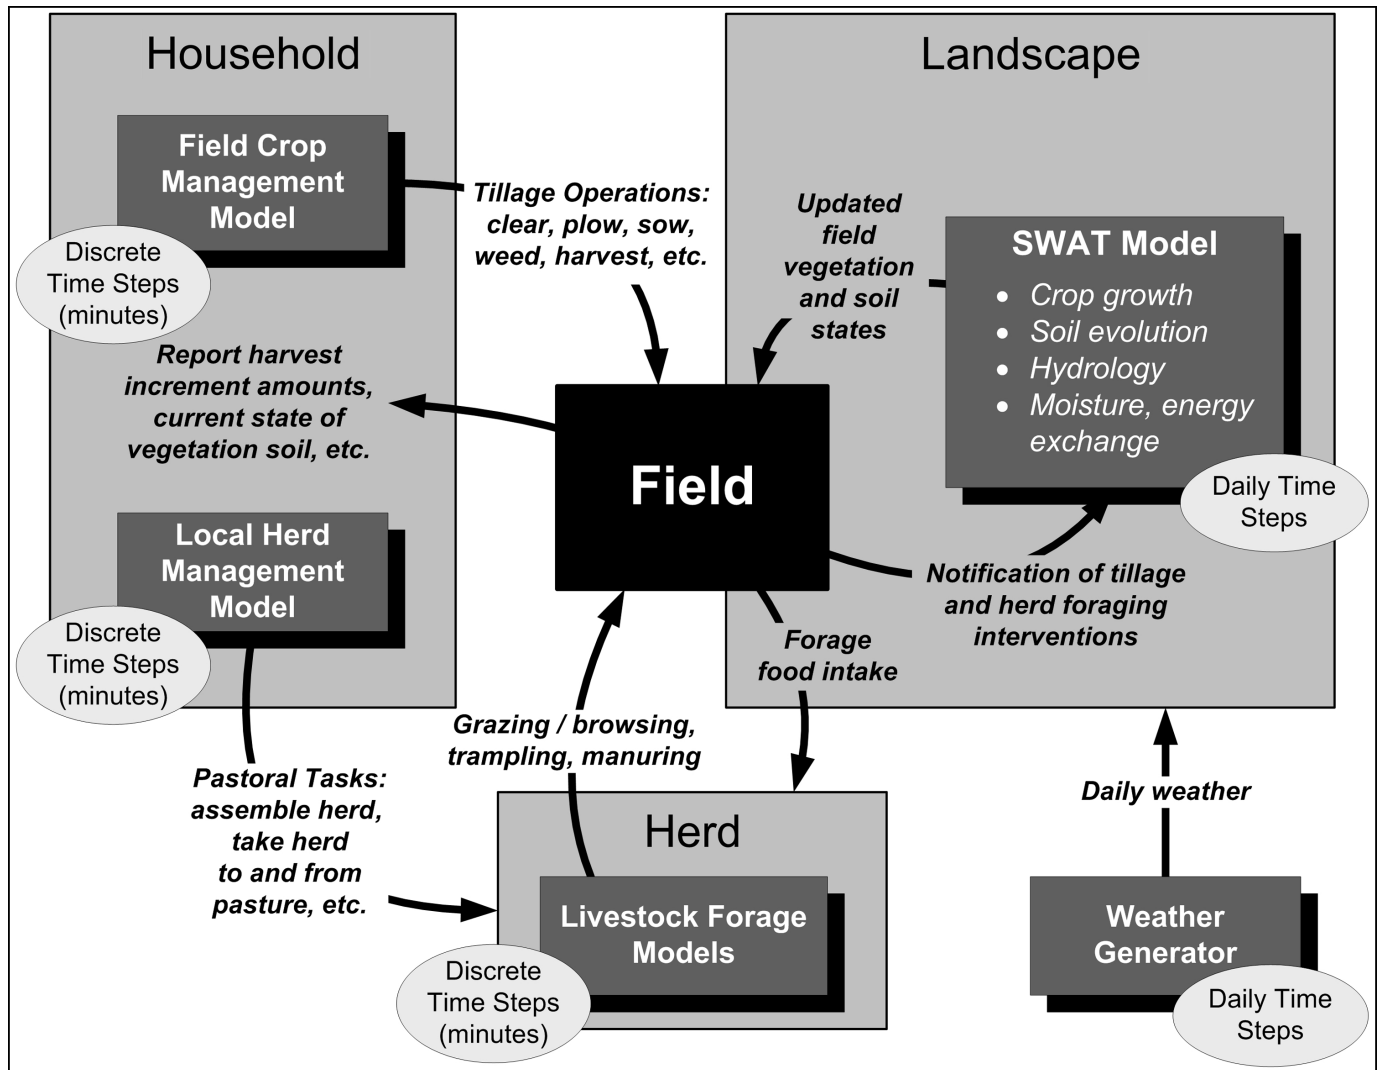 Household
Field Crop
Management
Model
Discrete
Time Steps
(minutes)
Tillage Operations:
clear, plow, sow,
weed, harvest, etc.
Report harvest
increment amounts,
current state of
vegetation soil, etc.
Local Herd
Management
Model
Discrete
Time Steps
(minutes)
Pastoral Tasks:
assemble herd,
take herd
to and from
pasture, etc.
Landscape
Updated
field
vegetation
and soil
states
SWAT Model
• Crop growth
• Soil evolution
• Hydrology
• Moisture, energy
exchange
Daily Time
Steps
Field
Notification of tillage
and herd foraging
interventions
Forage
food intake
Grazing / browsing,
trampling, manuring
Herd
Livestock Forage
Models
Discrete
Time Steps
(minutes)
Daily weather
Weather
Generator
Daily Time
Steps